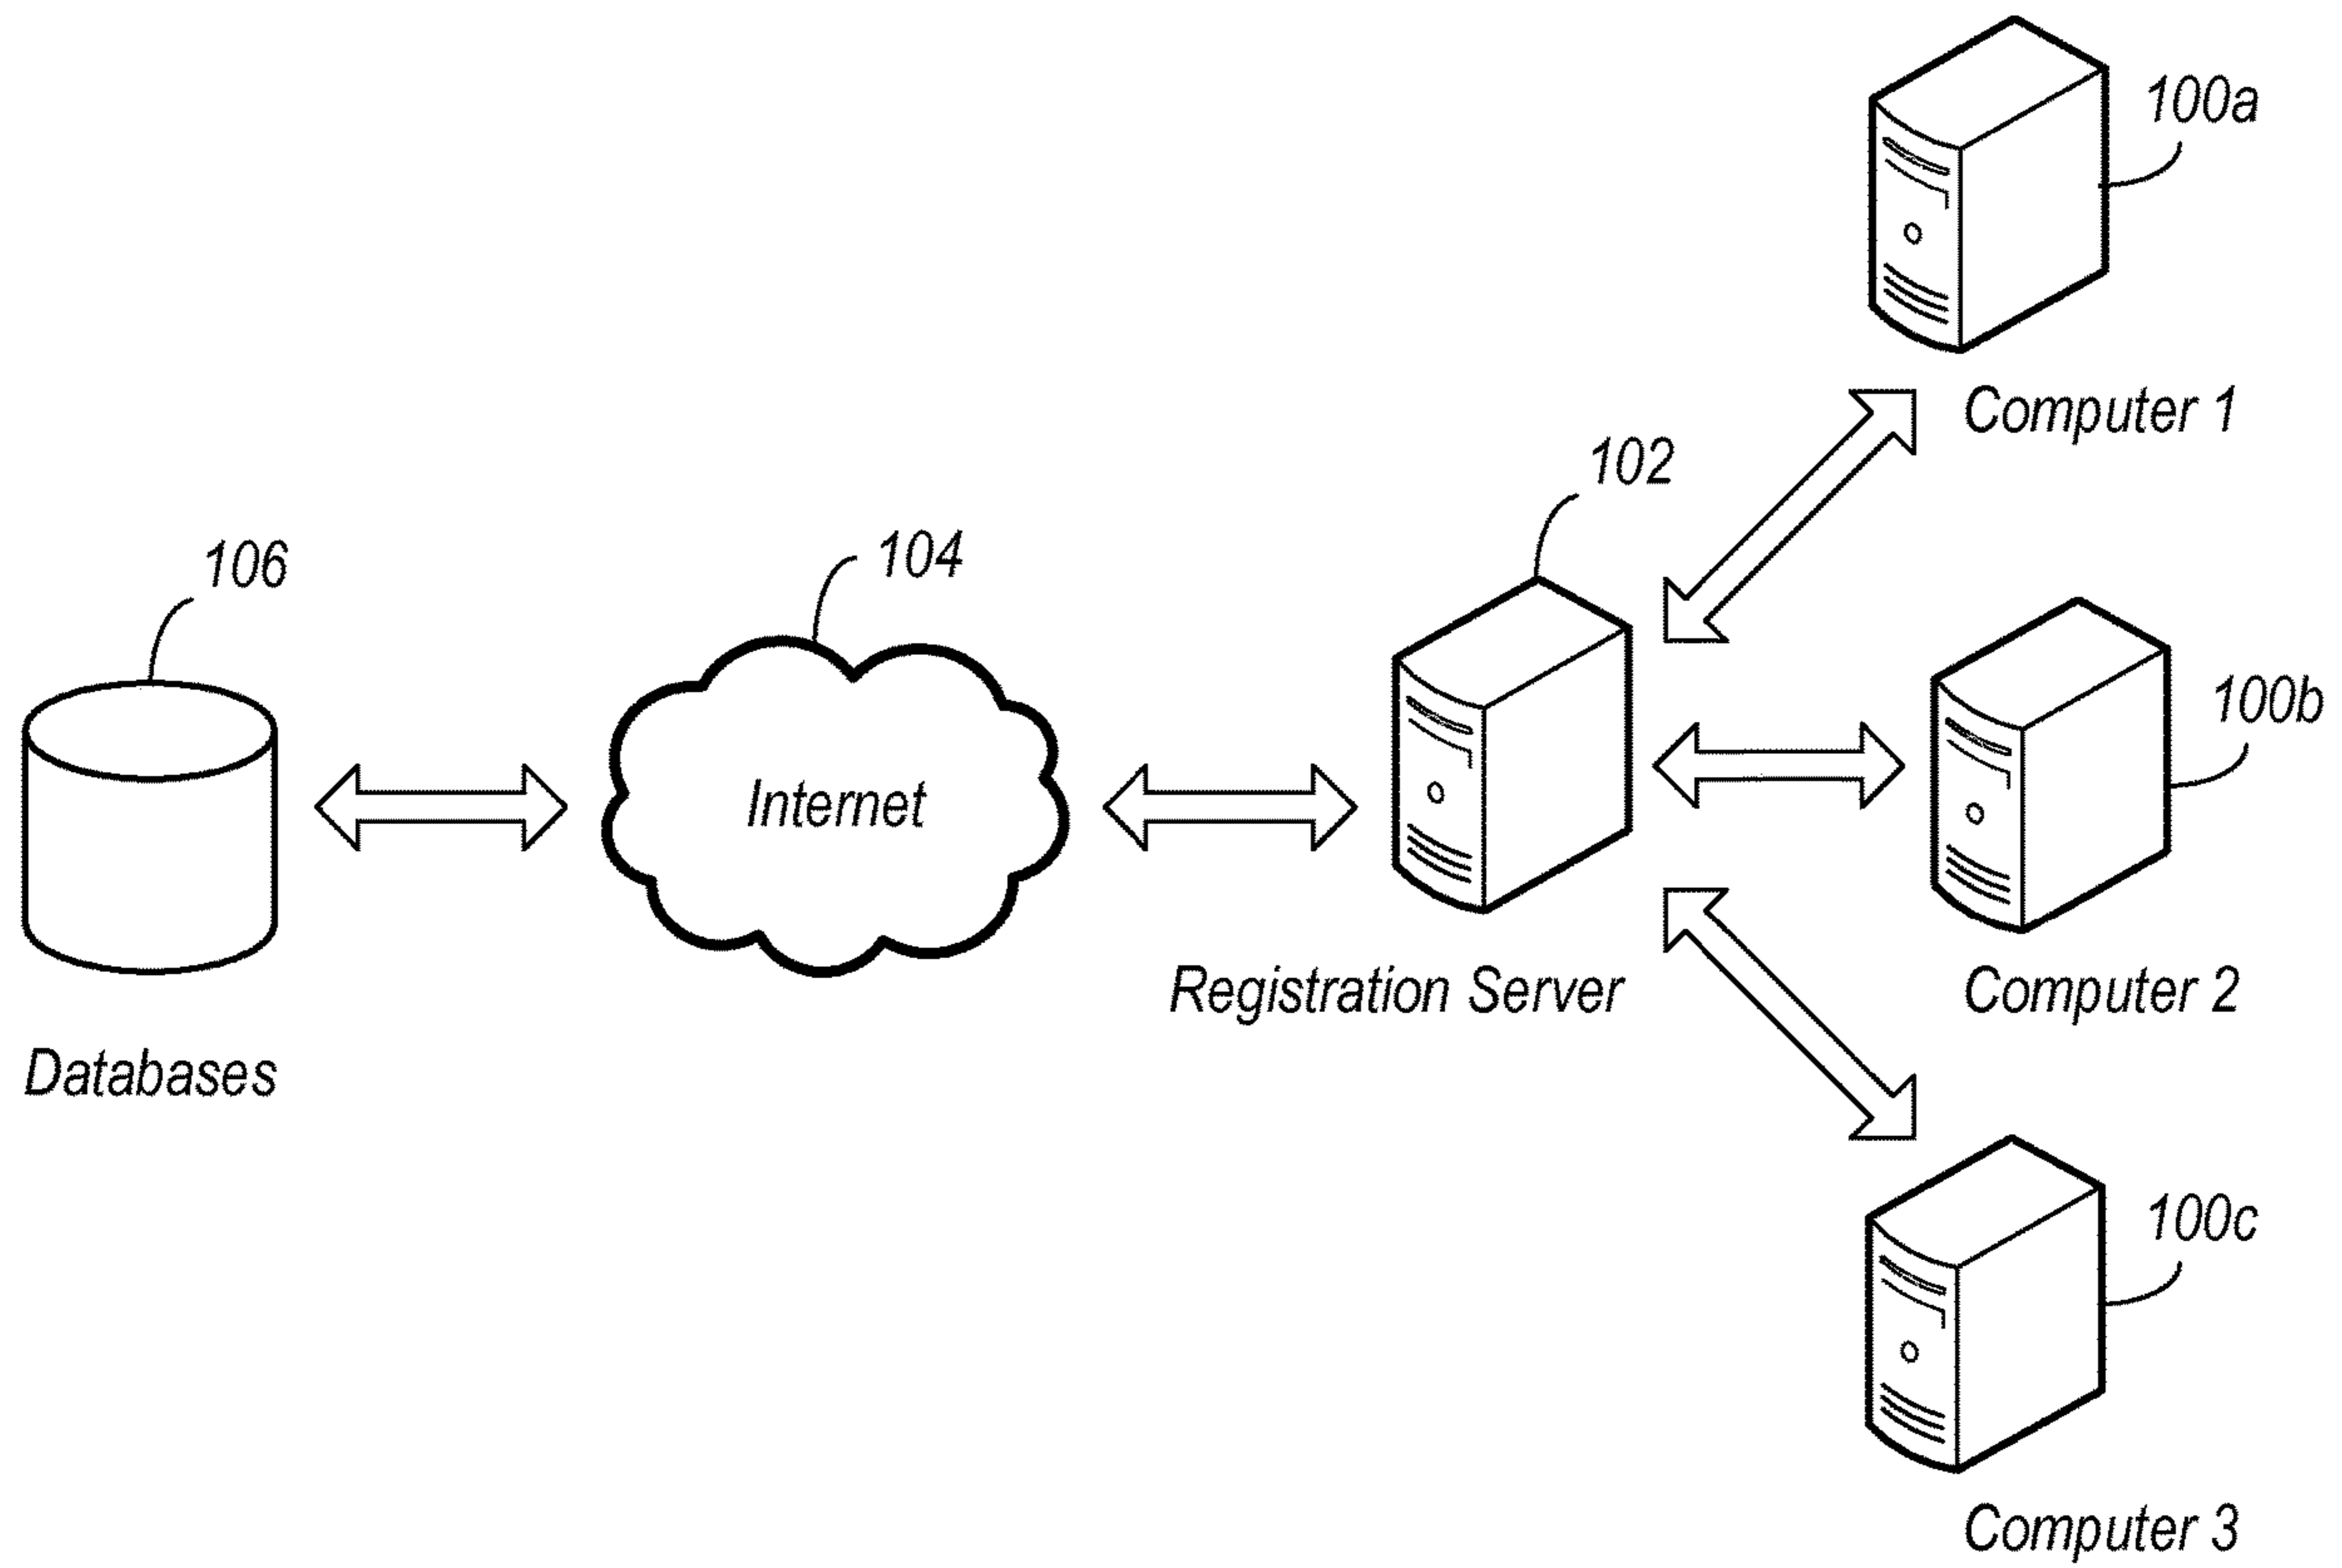 100a
Computer 1
102
104
106
100b
Internet
Registration Server
Computer 2
Databases
100c
Computer 3